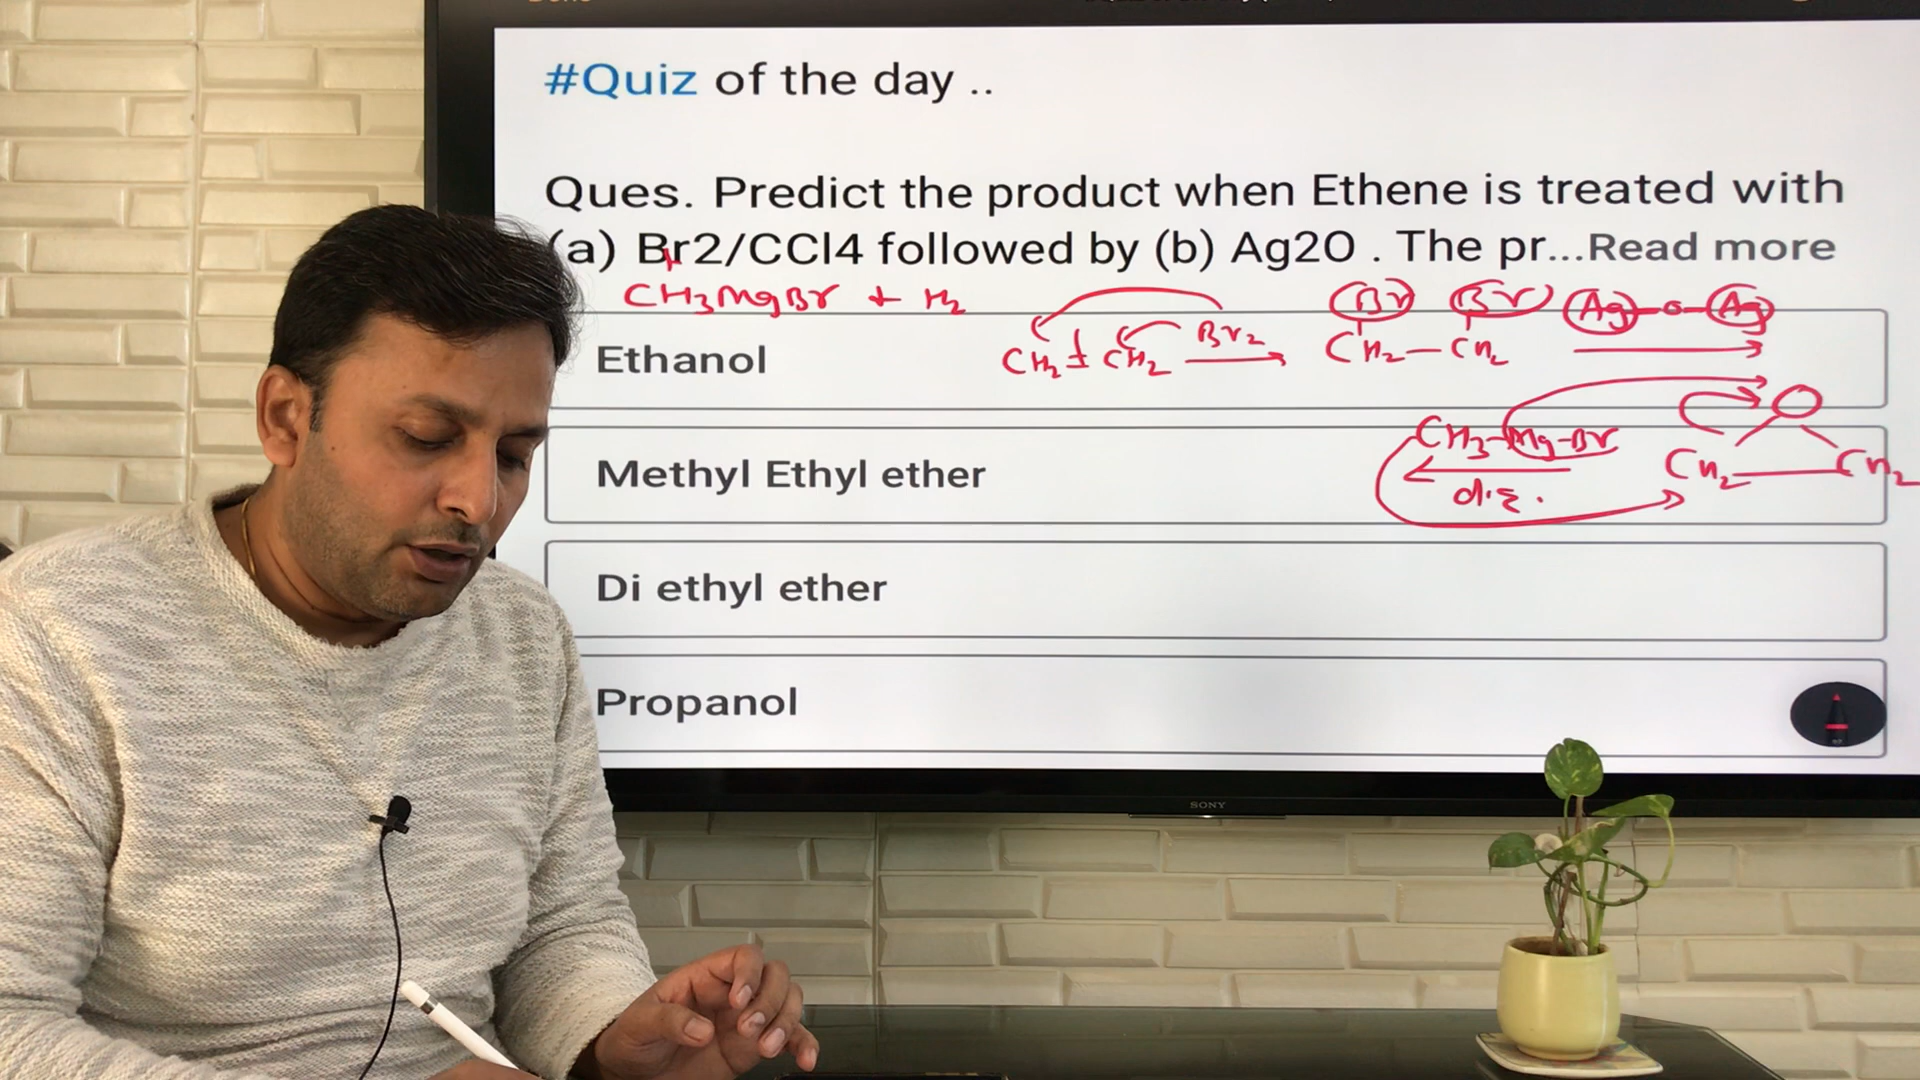 #Quiz of the day ..
Ques. Predict the product when Ethene is treated with
(a) Br2/CCl4 followed by (b) Ag2O . The pr...Read more
CH3MgBr + H2
Br Br Ag-O-Ag
CH2 = CH2 Br2 CH2 - CH2
Ethanol
O
CH3-Mg-Br
CH2 CH2
Methyl Ethyl ether
Di ethyl ether
Propanol
SONY